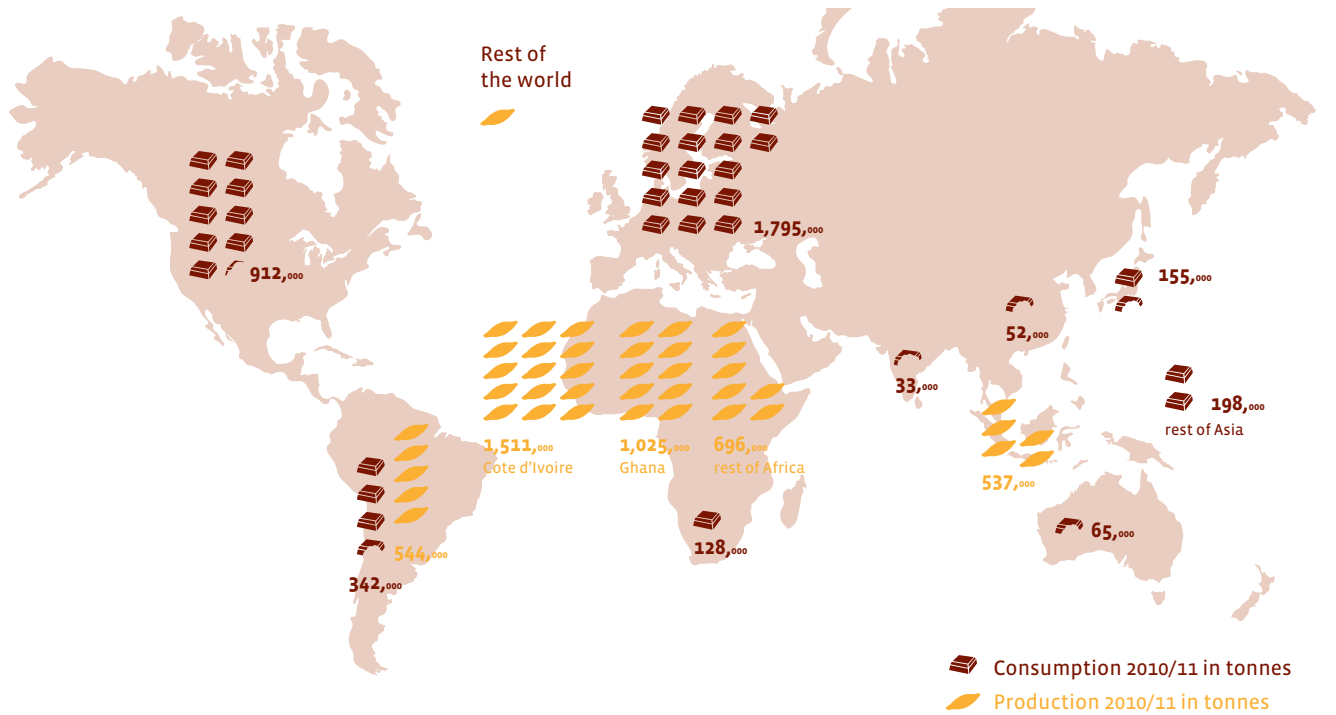 Rest of
the world
1,795,000
912,000
155,000
52,000
33,000
198,000
rest of Asia
1,511,000
Cote d'Ivoire
1,025,000
Ghana
696,000
rest of Africa
537,000
65,000
128,000
544,000
342,000
Consumption 2010/11 in tonnes
Production 2010/11 in tonnes